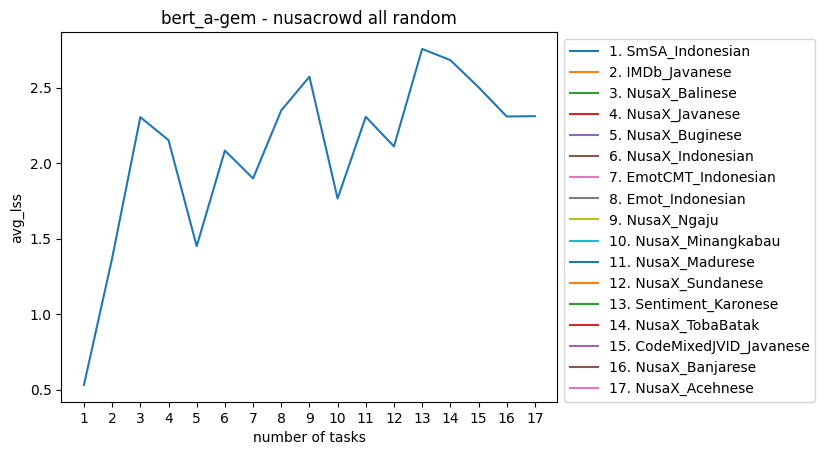 bert_a-gem - nusacrowd all random
avg_lss
2.5
2.0
1.5
1.0
0.5
1 2 3 4 5 6 7 8 9 10 11 12 13 14 15 16 17
number of tasks
1. SmSA_Indonesian
2. IMDb_Javanese
3. NusaX_Balinese
4. NusaX_Javanese
5. NusaX_Buginese
6. NusaX_Indonesian
7. EmotCMT_Indonesian
8. Emot_Indonesian
9. NusaX_Ngaju
10. NusaX_Minangkabau
11. NusaX_Madurese
12. NusaX_Sundanese
13. Sentiment_Karonese
14. NusaX_TobaBatak
15. CodeMixedJVID_Javanese
16. NusaX_Banjarese
17. NusaX_Acehnese